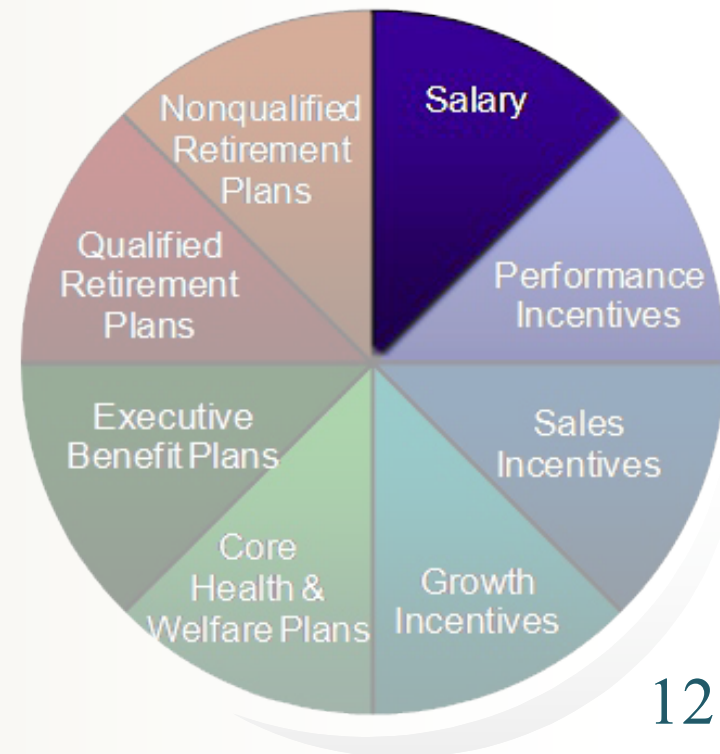 Salary
Performance
Incentives
Sales
Incentives
Growth
Incentives
Core
Health &
Welfare Plans
Executive
Benefit Plans
Qualified
Retirement
Plans
Nonqualified
Retirement
Plans
12